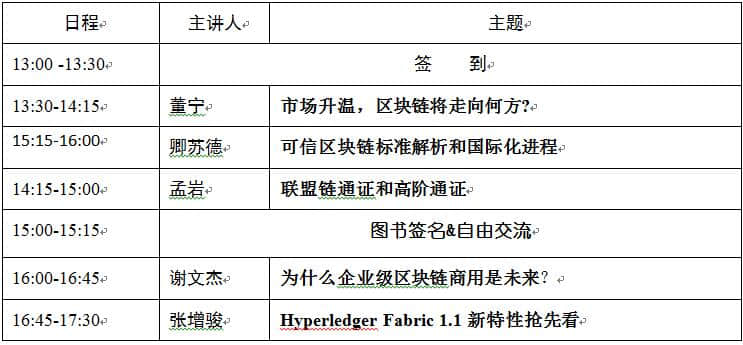 日程 主讲人 主题
13:00 -13:30 签 到
13:30-14:15 董宁 市场升温，区块链将走向何方?
15:15-16:00 卿苏德 可信区块链标准解析和国际化进程
14:15-15:00 孟岩 联盟链通证和高阶通证
15:00-15:15 图书签名&自由交流
16:00-16:45 谢文杰 为什么企业级区块链商用是未来？
16:45-17:30 张增骏 Hyperledger Fabric 1.1 新特性抢先看